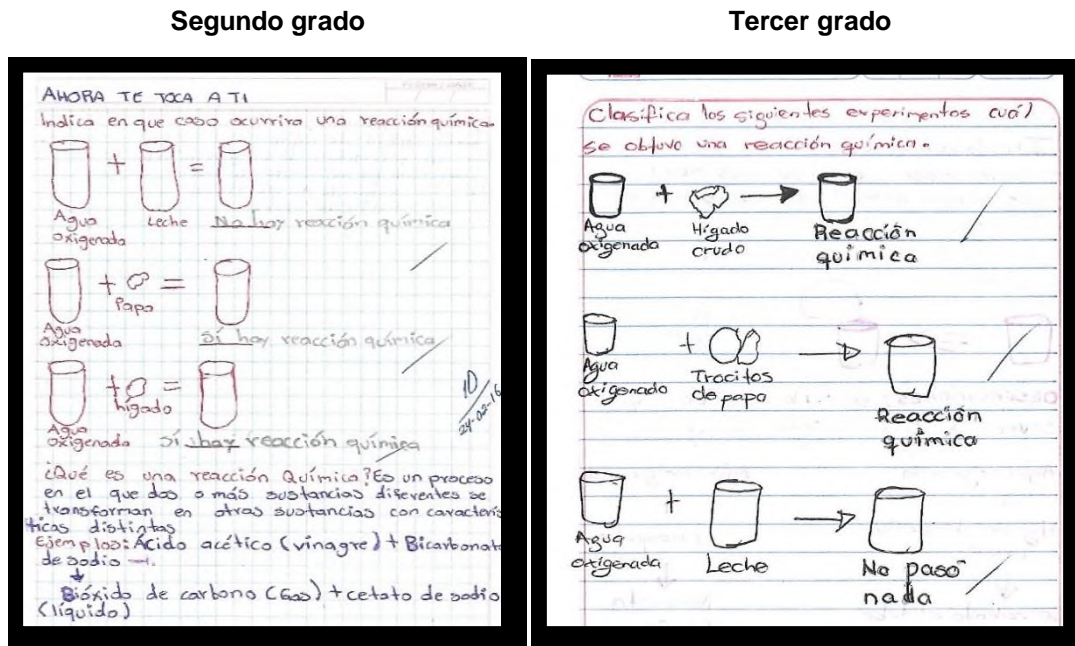 Segundo grado
AHORA TE TOCA A TI
Indica en que caso ocurrira una reacción química.
+ =
Agua oxigenada
Leche
No hay reacción química
+ =
Papa
Agua oxigenada
Sí hay reacción química
+ =
hígado
Agua oxigenada
Sí hay reacción química
10
24-02-16
¿Qué es una reacción Química? Es un proceso
en el que dos o más sustancias diferentes se
transforman en otras sustancias con caracterís
ticas distintas
Ejemplos: Ácido acético (vinagre) + Bicarbonato
de sodio →
Bióxido de carbono (Gas) + cetato de sodio
(líquido)
Tercer grado
Clasifica los siguientes experimentos cuál
se obtuvo una reacción química.
+
Agua
oxigenada
Hígado
crudo
Reacción
química
+
Agua
oxigenado
Trocitos
de papa
Reacción
química
+
Agua
oxigenada
Leche
No pasó
nada